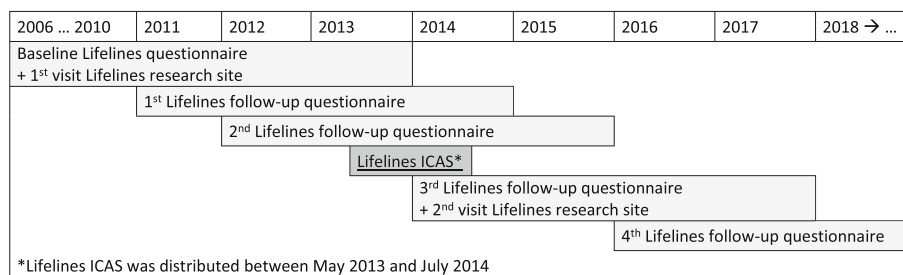 2006 ... 2010 2011 2012 2013 2014 2015 2016 2017 2018 → ...
Baseline Lifelines questionnaire
+ 1st visit Lifelines research site
1st Lifelines follow-up questionnaire
2nd Lifelines follow-up questionnaire
Lifelines ICAS*
3rd Lifelines follow-up questionnaire
+ 2nd visit Lifelines research site
4th Lifelines follow-up questionnaire
*Lifelines ICAS was distributed between May 2013 and July 2014